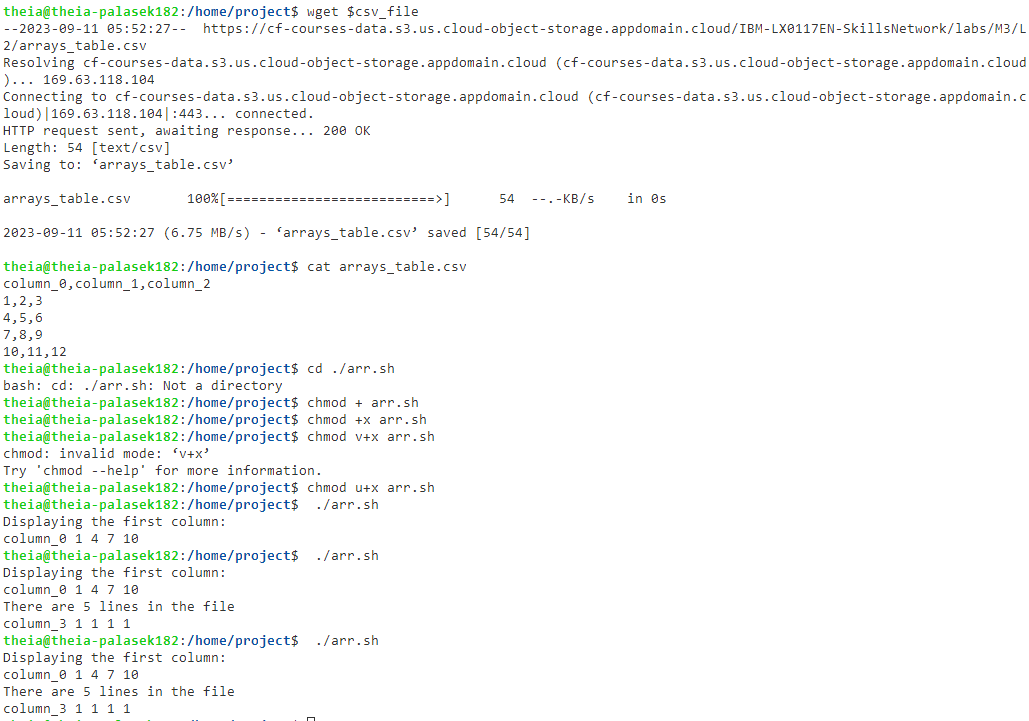 theia@theia-palasek182:/home/project$ wget $csv_file
--2023-09-11 05:52:27--  https://cf-courses-data.s3.us.cloud-object-storage.appdomain.cloud/IBM-LX0117EN-SkillsNetwork/labs/M3/L
2/arrays_table.csv
Resolving cf-courses-data.s3.us.cloud-object-storage.appdomain.cloud (cf-courses-data.s3.us.cloud-object-storage.appdomain.cloud
)... 169.63.118.104
Connecting to cf-courses-data.s3.us.cloud-object-storage.appdomain.cloud (cf-courses-data.s3.us.cloud-object-storage.appdomain.c
loud)|169.63.118.104|:443... connected.
HTTP request sent, awaiting response... 200 OK
Length: 54 [text/csv]
Saving to: ‘arrays_table.csv’
arrays_table.csv       100%[==========================>]      54  --.-KB/s    in 0s
2023-09-11 05:52:27 (6.75 MB/s) - ‘arrays_table.csv’ saved [54/54]
theia@theia-palasek182:/home/project$ cat arrays_table.csv
column_0,column_1,column_2
1,2,3
4,5,6
7,8,9
10,11,12
theia@theia-palasek182:/home/project$ cd ./arr.sh
bash: cd: ./arr.sh: Not a directory
theia@theia-palasek182:/home/project$ chmod + arr.sh
theia@theia-palasek182:/home/project$ chmod +x arr.sh
theia@theia-palasek182:/home/project$ chmod v+x arr.sh
chmod: invalid mode: ‘v+x’
Try 'chmod --help' for more information.
theia@theia-palasek182:/home/project$ chmod u+x arr.sh
theia@theia-palasek182:/home/project$  ./arr.sh
Displaying the first column:
column_0 1 4 7 10
theia@theia-palasek182:/home/project$  ./arr.sh
Displaying the first column:
column_0 1 4 7 10
There are 5 lines in the file
column_3 1 1 1 1
theia@theia-palasek182:/home/project$  ./arr.sh
Displaying the first column:
column_0 1 4 7 10
There are 5 lines in the file
column_3 1 1 1 1